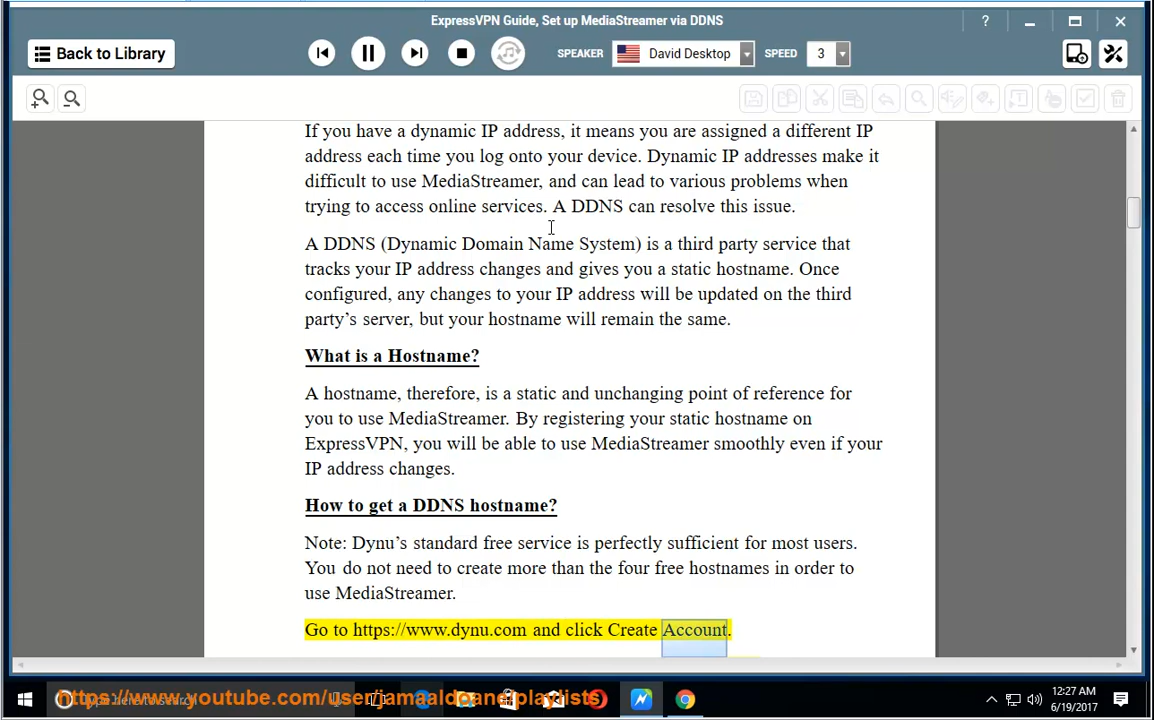 ExpressVPN Guide, Set up MediaStreamer via DDNS
Back to Library
SPEAKER
David Desktop
SPEED
3
If you have a dynamic IP address, it means you are assigned a different IP
address each time you log onto your device. Dynamic IP addresses make it
difficult to use MediaStreamer, and can lead to various problems when
trying to access online services. A DDNS can resolve this issue.
A DDNS (Dynamic Domain Name System) is a third party service that
tracks your IP address changes and gives you a static hostname. Once
configured, any changes to your IP address will be updated on the third
party’s server, but your hostname will remain the same.
What is a Hostname?
A hostname, therefore, is a static and unchanging point of reference for
you to use MediaStreamer. By registering your static hostname on
ExpressVPN, you will be able to use MediaStreamer smoothly even if your
IP address changes.
How to get a DDNS hostname?
Note: Dynu’s standard free service is perfectly sufficient for most users.
You do not need to create more than the four free hostnames in order to
use MediaStreamer.
Go to https://www.dynu.com and click Create Account.
https://www.youtube.com/user/jamaaldoane/playlists
12:27 AM
6/19/2017